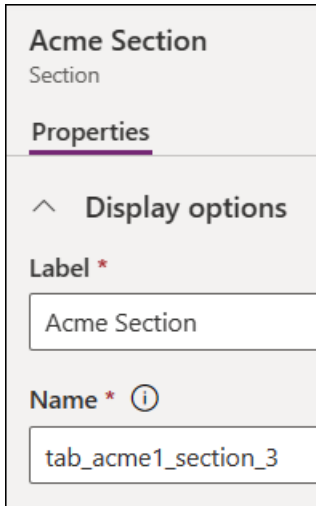 Acme Section
Section
Properties
Display options
Label *
Acme Section
Name *
tab_acme1_section_3